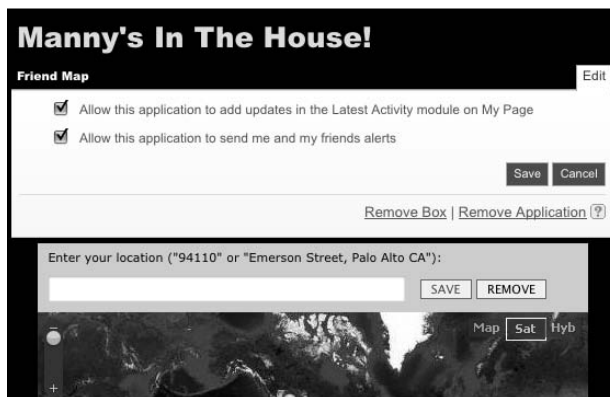 Manny's In The House!
Friend Map
Edit
Allow this application to add updates in the Latest Activity module on My Page
Allow this application to send me and my friends alerts
Save Cancel
Remove Box | Remove Application ?
Enter your location ("94110" or "Emerson Street, Palo Alto CA"):
SAVE REMOVE
Map Sat Hyb
−
+